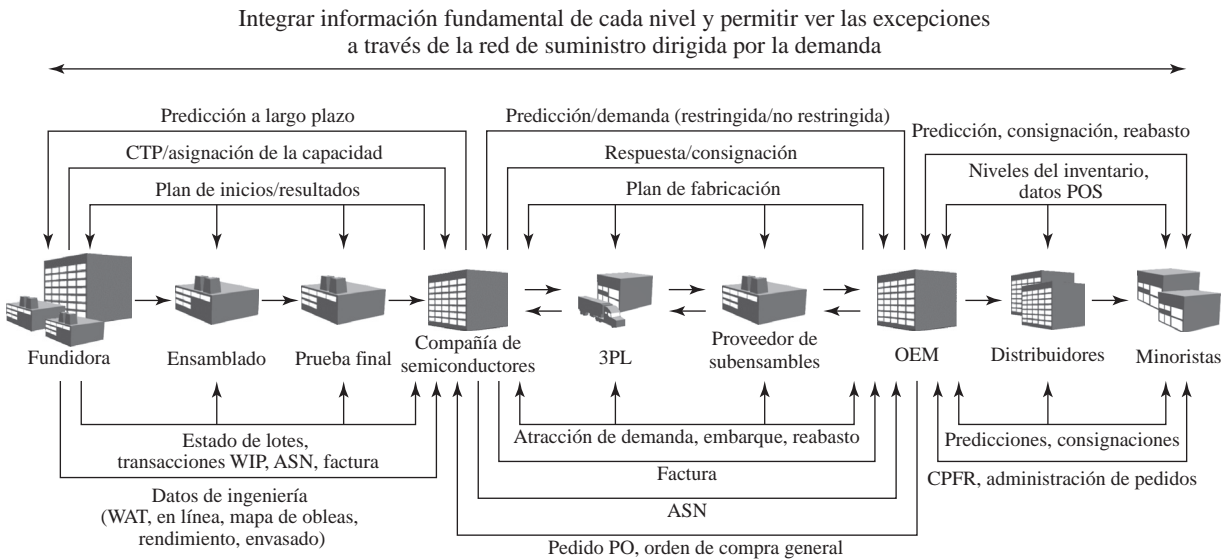 Integrar información fundamental de cada nivel y permitir ver las excepciones
a través de la red de suministro dirigida por la demanda
Predicción a largo plazo
CTP/asignación de la capacidad
Plan de inicios/resultados
Predicción/demanda (restringida/no restringida)
Respuesta/consignación
Plan de fabricación
Predicción, consignación, reabasto
Niveles del inventario,
datos POS
Fundidora
Ensamblado
Prueba final
Compañía de
semiconductores
3PL
Proveedor de
subensambles
OEM
Distribuidores
Minoristas
Estado de lotes,
transacciones WIP, ASN, factura
Datos de ingeniería
(WAT, en línea, mapa de obleas,
rendimiento, envasado)
Atracción de demanda, embarque, reabasto
Factura
ASN
Pedido PO, orden de compra general
Predicciones, consignaciones
CPFR, administración de pedidos